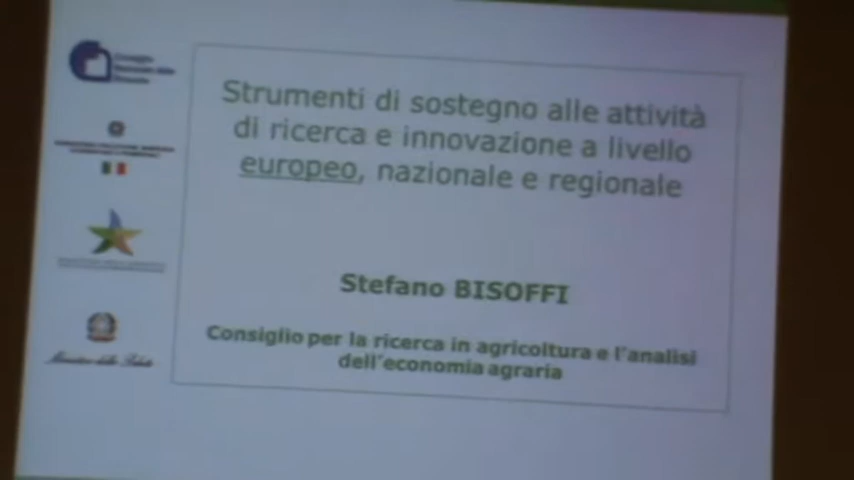 Strumenti di sostegno alle attività
di ricerca e innovazione a livello
europeo, nazionale e regionale
Stefano BISOFFI
Consiglio per la ricerca in agricoltura e l'analisi
dell'economia agraria